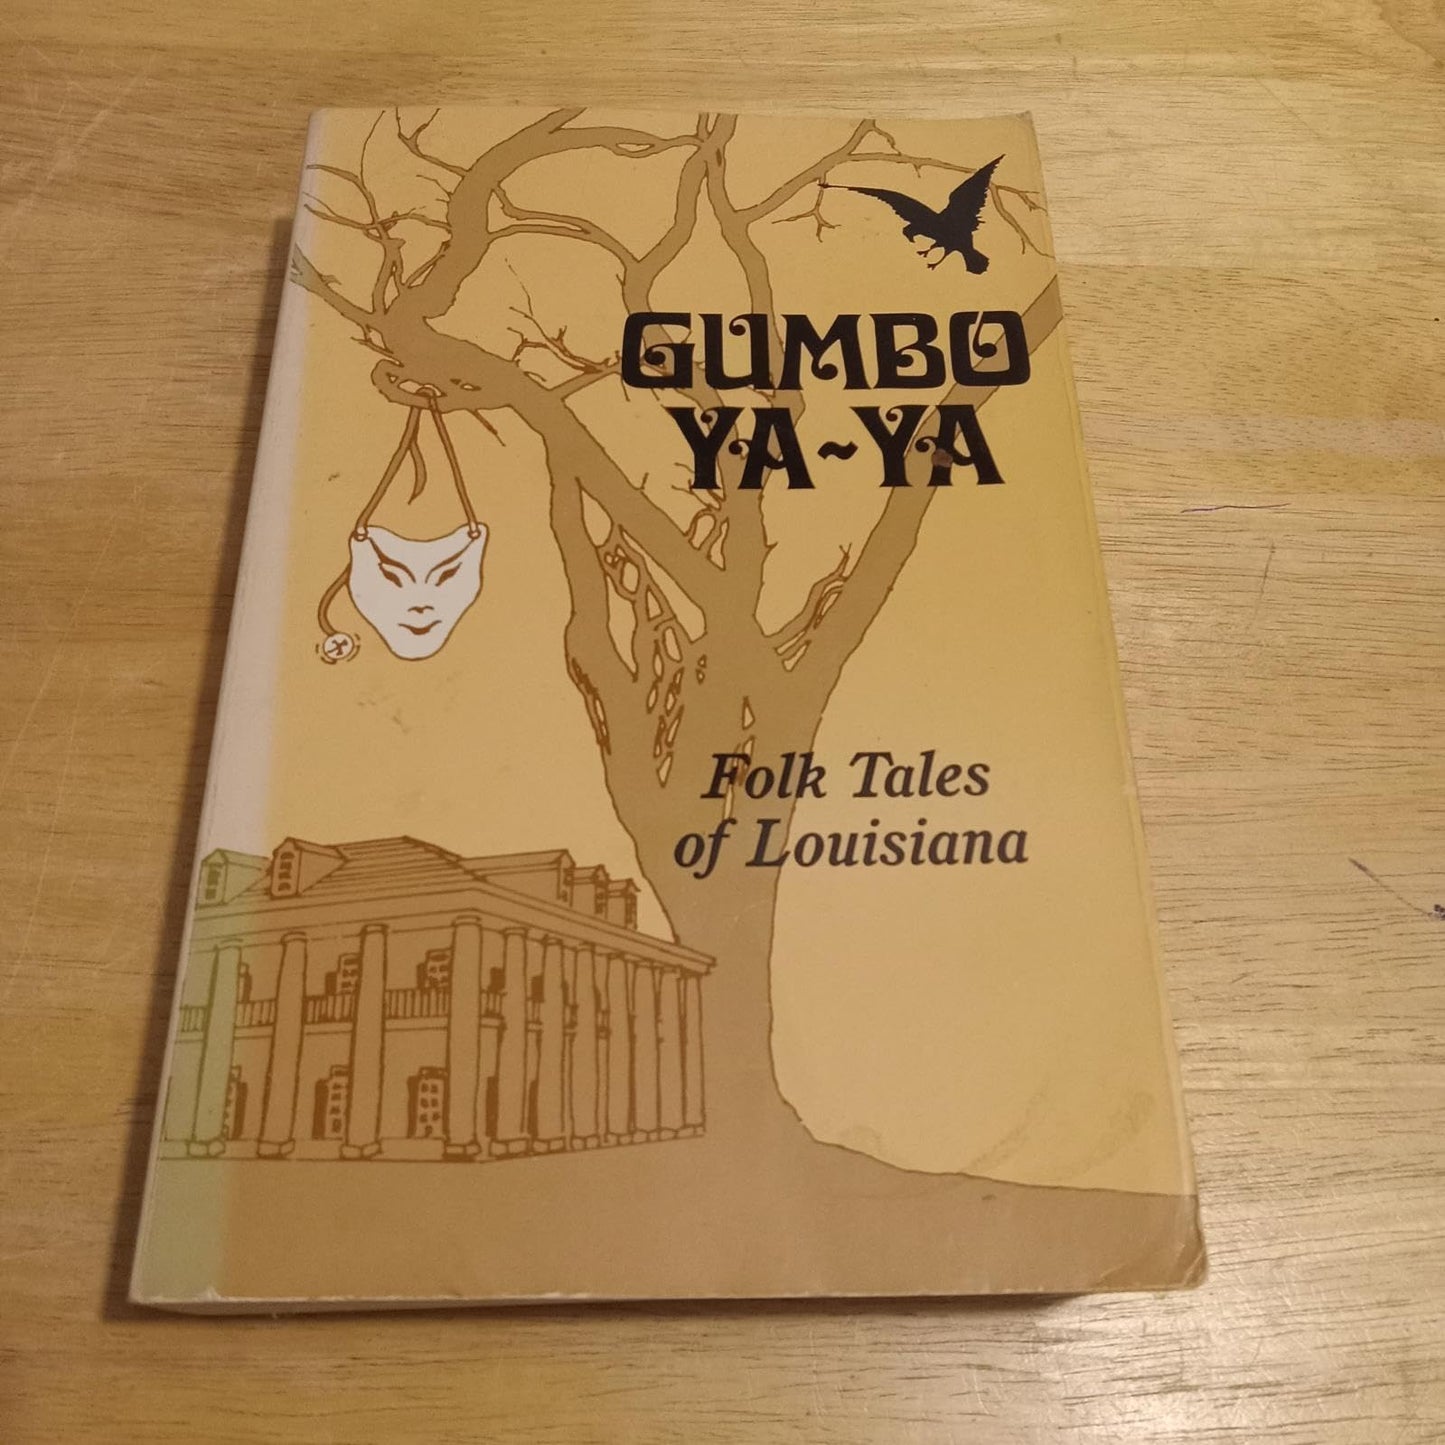 GUMBO
YA~YA
Folk Tales
of Louisiana